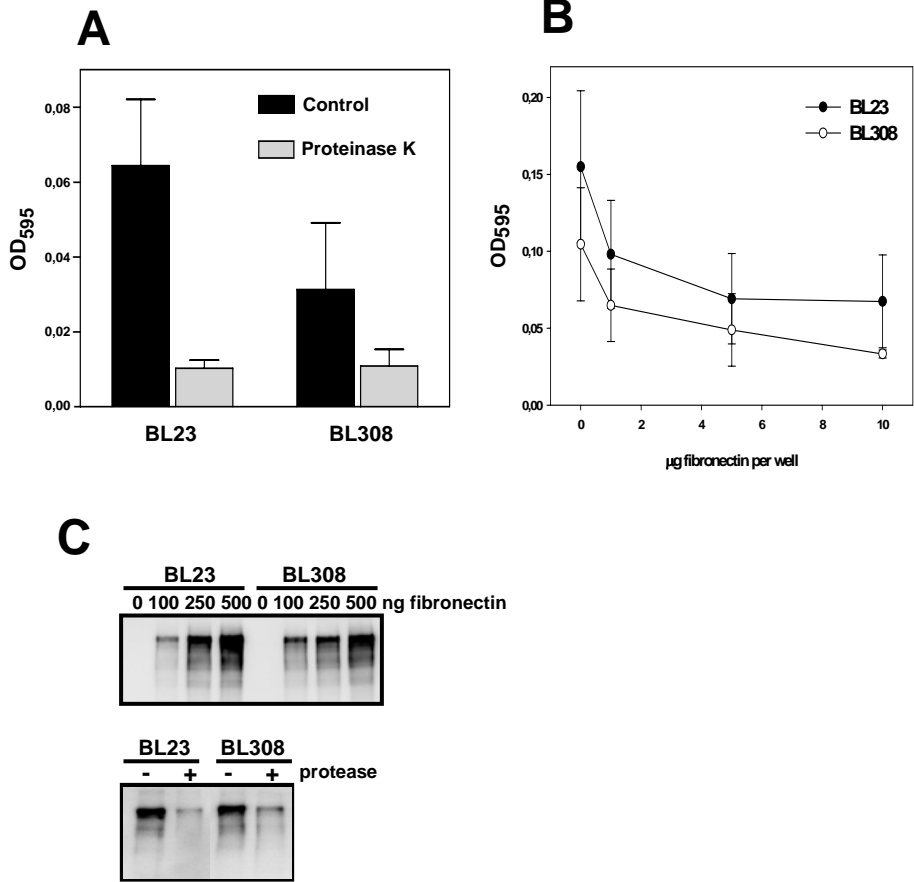 A
OD595
0,08
0,06
0,04
0,02
0,00
Control
Proteinase K
BL23 BL308
B
OD595
0,20
0,15
0,10
0,05
0,00
BL23
BL308
0 2 4 6 8 10
µg fibronectin per well
C
BL23 BL308
0 100 250 500 0 100 250 500 ng fibronectin
BL23 BL308
- + - + protease